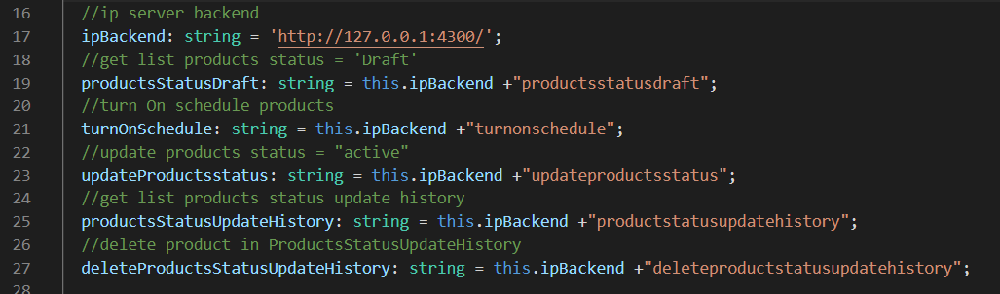 16 //ip server backend
17 ipBackend: string = 'http://127.0.0.1:4300/';
18 //get list products status = 'Draft'
19 productsStatusDraft: string = this.ipBackend +"productsstatusdraft";
20 //turn On schedule products
21 turnOnSchedule: string = this.ipBackend +"turnonschedule";
22 //update products status = "active"
23 updateProductsstatus: string = this.ipBackend +"updateproductsstatus";
24 //get list products status update history
25 productsStatusUpdateHistory: string = this.ipBackend +"productstatusupdatehistory";
26 //delete product in ProductsStatusUpdateHistory
27 deleteProductsStatusUpdateHistory: string = this.ipBackend +"deleteproductstatusupdatehistory";
28